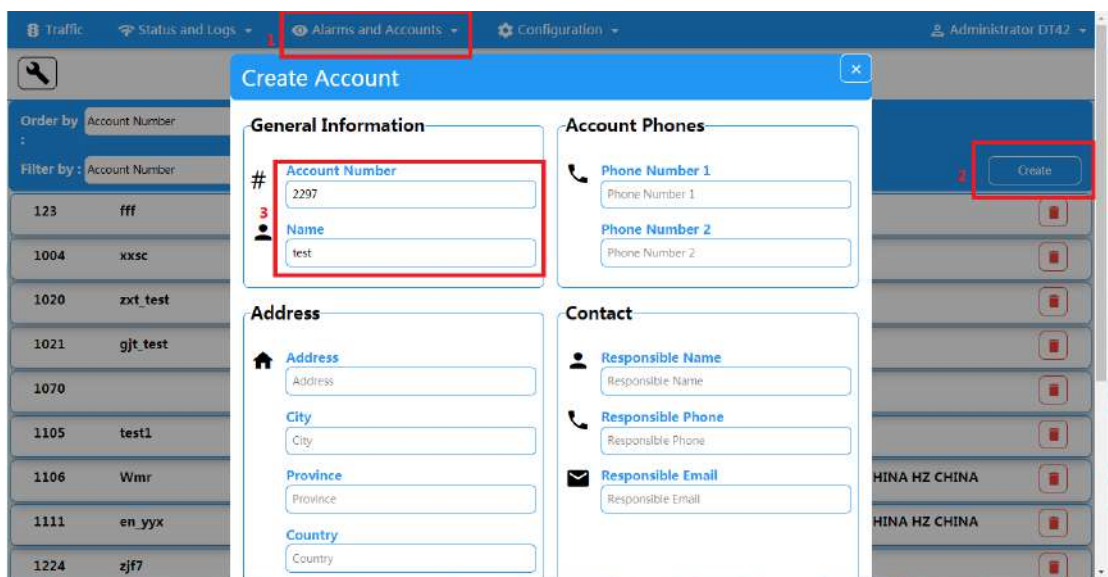 Traffic Status and Logs Alarms and Accounts Configuration Administrator DT42
1
Create Account ×
Order by : Account Number
Filter by : Account Number
2 Create
General Information
# Account Number
2297
3
Name
test
Account Phones
Phone Number 1
Phone Number 1
Phone Number 2
Phone Number 2
Address
Address
Address
City
City
Province
Province
Country
Country
Contact
Responsible Name
Responsible Name
Responsible Phone
Responsible Phone
Responsible Email
Responsible Email
123 fff
1004 xxsc
1020 zxt_test
1021 gjt_test
1070
1105 test1
1106 Wmr HINA HZ CHINA
1111 en_yyx HINA HZ CHINA
1224 zjf7